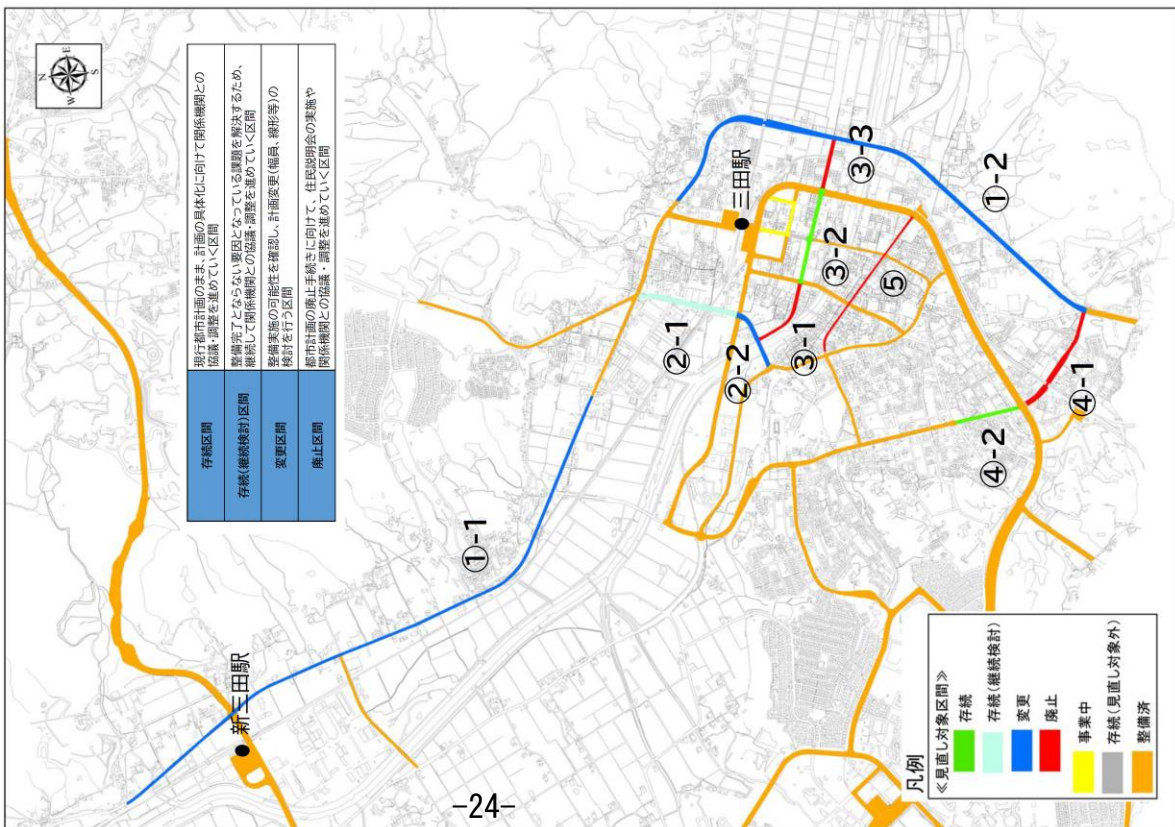 N
E
S
W
存続区間
現行都市計画のまま、計画の具体化に向けて関係機関との
協議・調整を進めていく区間
存続(継続検討)区間
整備完了とならない要因となっている課題を解決するため、
継続して関係機関との協議・調整を進めていく区間
変更区間
整備実施の可能性を確認し、計画変更(幅員、線形等)の
検討を行う区間
廃止区間
都市計画の廃止手続きに向けて、住民説明会の実施や
関係機関との協議・調整を進めていく区間
新三田駅
①-1
三田駅
②-1
②-2
③-1
③-2
③-3
①-2
⑤
④-2
④-1
凡例
≪見直し対象区間≫
存続
存続(継続検討)
変更
廃止
事業中
存続(見直し対象外)
整備済
-24-